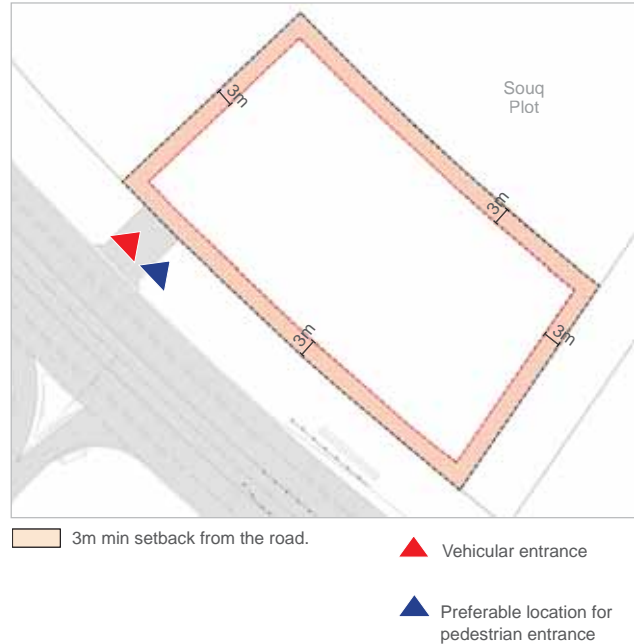 Souq
Plot
3m
3m
3m
3m
3m min setback from the road.
Vehicular entrance
Preferable location for
pedestrian entrance